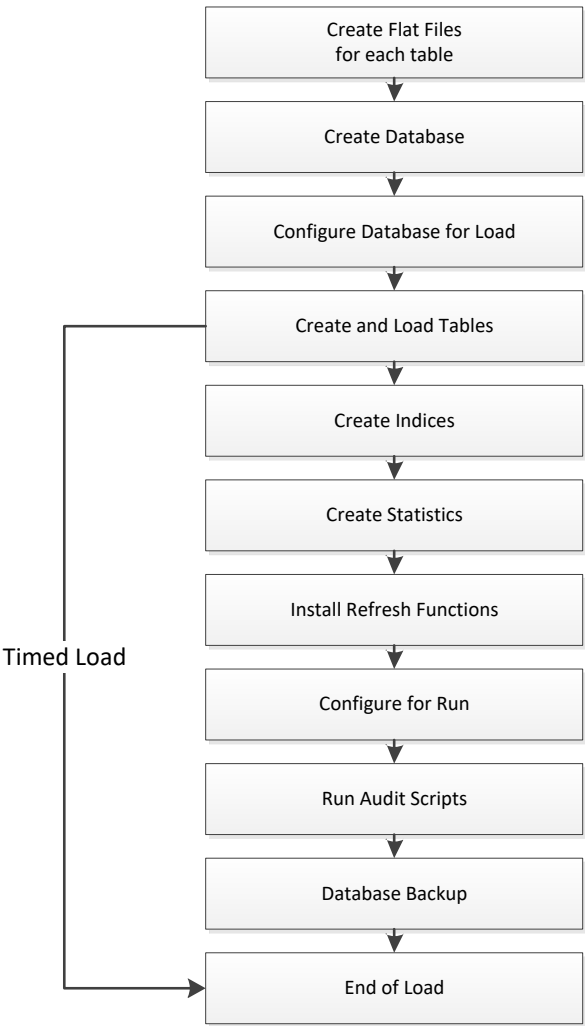 Create Flat Files
for each table
Create Database
Configure Database for Load
Create and Load Tables
Create Indices
Create Statistics
Install Refresh Functions
Timed Load
Configure for Run
Run Audit Scripts
Database Backup
End of Load